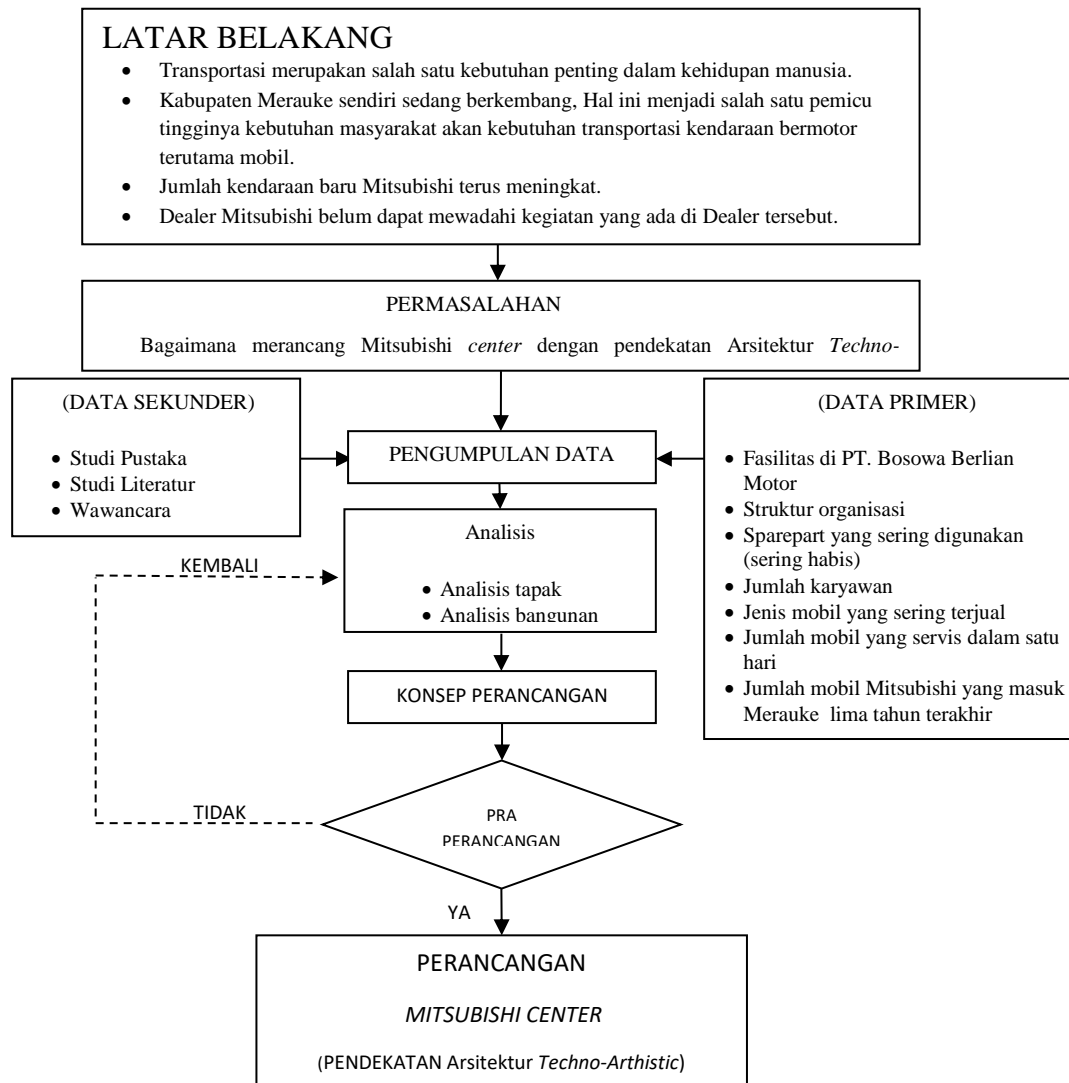 LATAR BELAKANG
• Transportasi merupakan salah satu kebutuhan penting dalam kehidupan manusia.
• Kabupaten Merauke sendiri sedang berkembang, Hal ini menjadi salah satu pemicu
tingginya kebutuhan masyarakat akan kebutuhan transportasi kendaraan bermotor
terutama mobil.
• Jumlah kendaraan baru Mitsubishi terus meningkat.
• Dealer Mitsubishi belum dapat mewadahi kegiatan yang ada di Dealer tersebut.
PERMASALAHAN
Bagaimana merancang Mitsubishi center dengan pendekatan Arsitektur Techno-
(DATA SEKUNDER)
• Studi Pustaka
• Studi Literatur
• Wawancara
PENGUMPULAN DATA
(DATA PRIMER)
• Fasilitas di PT. Bosowa Berlian
Motor
• Struktur organisasi
• Sparepart yang sering digunakan
(sering habis)
• Jumlah karyawan
• Jenis mobil yang sering terjual
• Jumlah mobil yang servis dalam satu
hari
• Jumlah mobil Mitsubishi yang masuk
Merauke lima tahun terakhir
Analisis
• Analisis tapak
• Analisis bangunan
KEMBALI
KONSEP PERANCANGAN
PRA
PERANCANGAN
TIDAK
YA
PERANCANGAN
MITSUBISHI CENTER
(PENDEKATAN Arsitektur Techno-Arthistic)